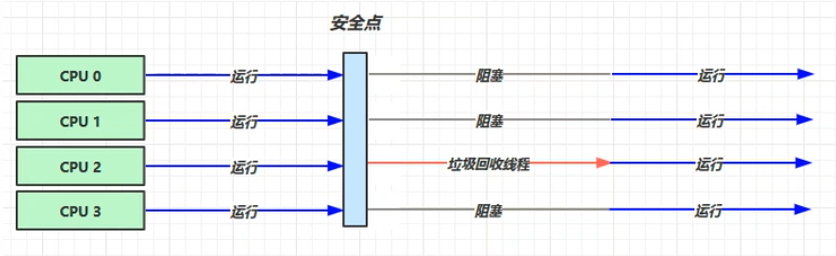 安全点
CPU 0 运行 阻塞 运行
CPU 1 运行 阻塞 运行
CPU 2 运行 垃圾回收线程 运行
CPU 3 运行 阻塞 运行